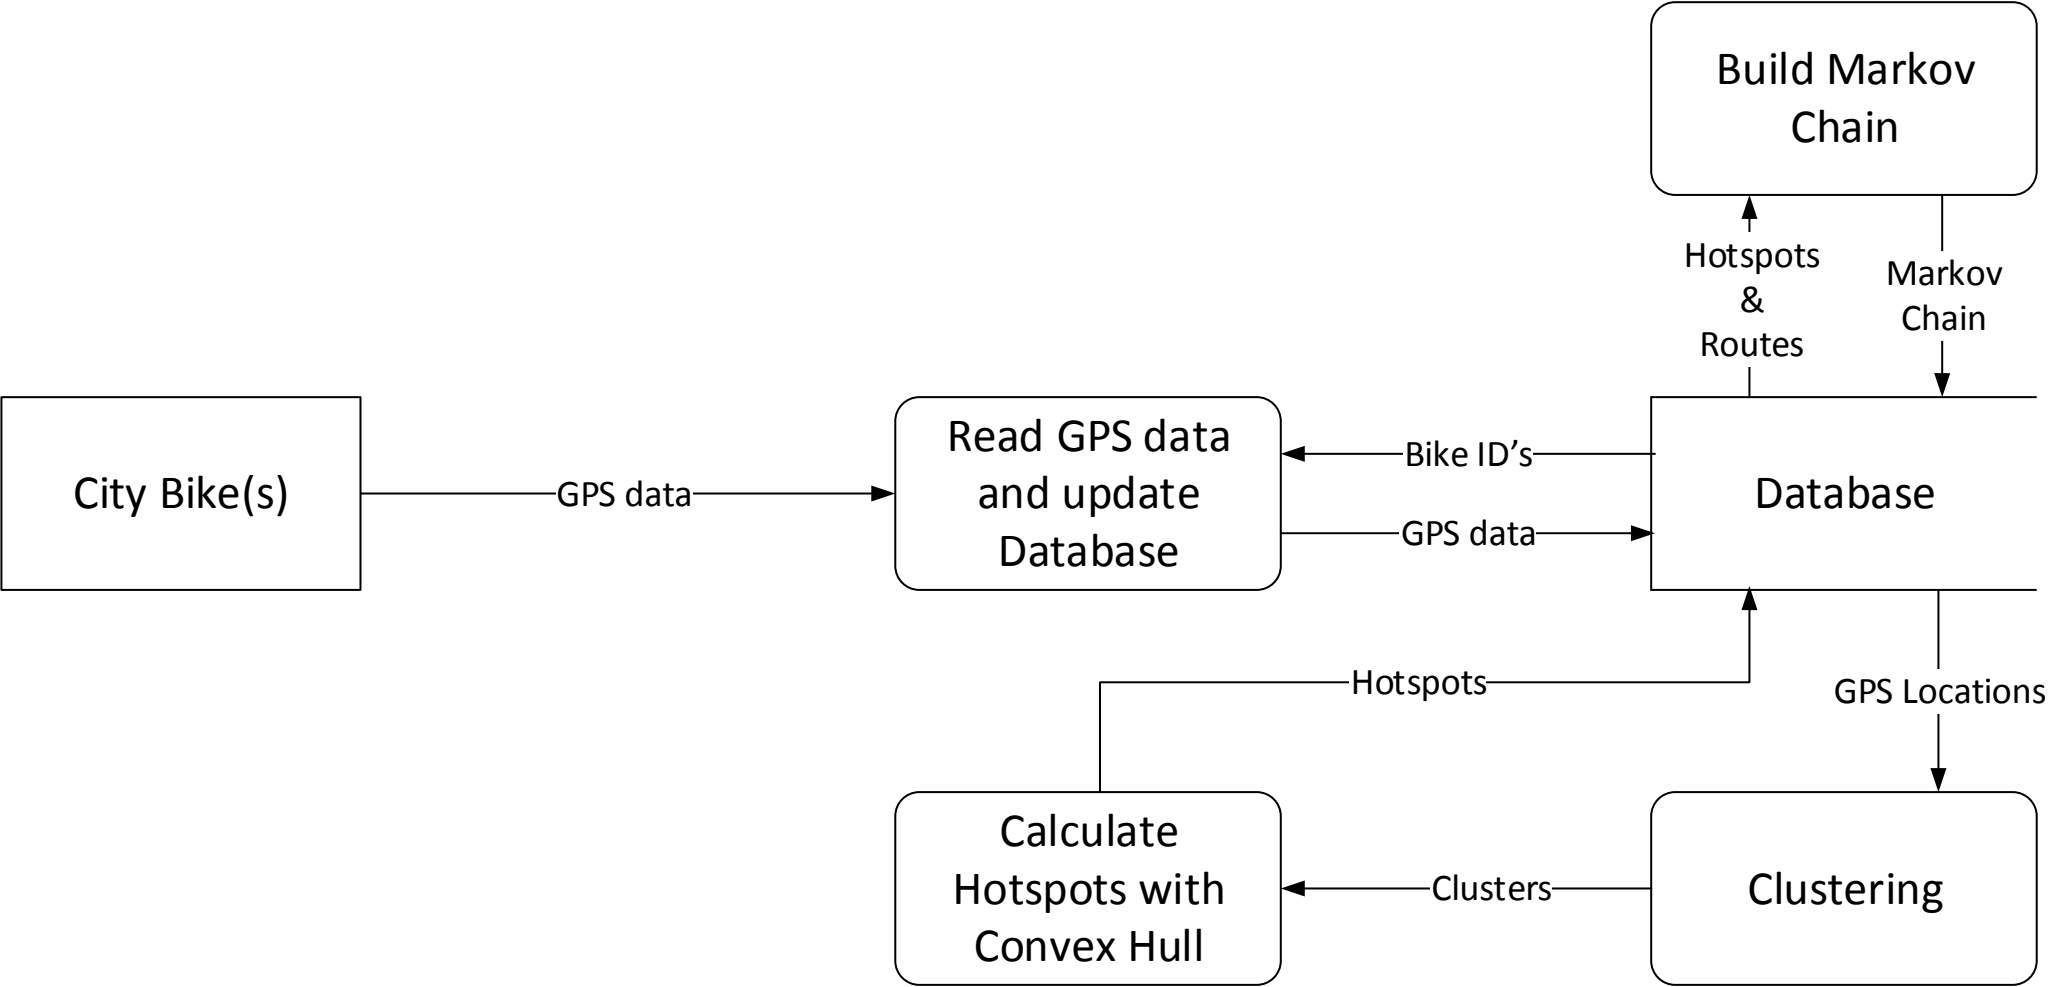 Build Markov
Chain
Hotspots
&
Routes
Markov
Chain
City Bike(s)
GPS data
Read GPS data
and update
Database
Bike ID’s
GPS data
Database
Hotspots
GPS Locations
Calculate
Hotspots with
Convex Hull
Clusters
Clustering